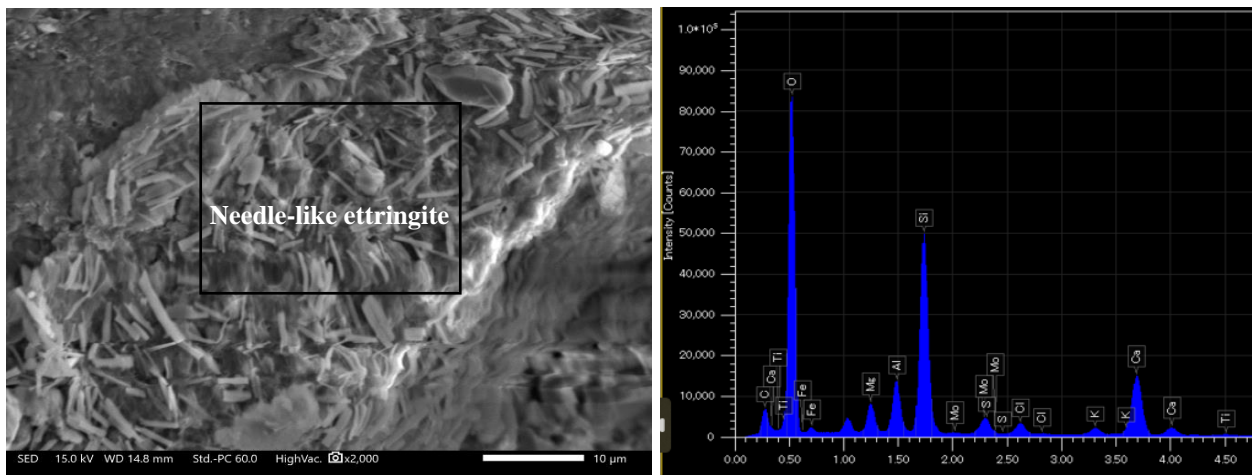 Needle-like ettringite
SED 15.0 kV WD 14.8 mm Std.-PC 60.0 HighVac. x2,000 10 µm
Intensity [Counts]
1.0*10⁵
90,000
80,000
70,000
60,000
50,000
40,000
30,000
20,000
10,000
0
C
Ca
Ti
Ti
O
Fe
Fe
Mg
Al
Si
Mo
S
Mo
Mo
S
Cl
Cl
K
K
Ca
Ca
Ti
0.00 0.50 1.00 1.50 2.00 2.50 3.00 3.50 4.00 4.50